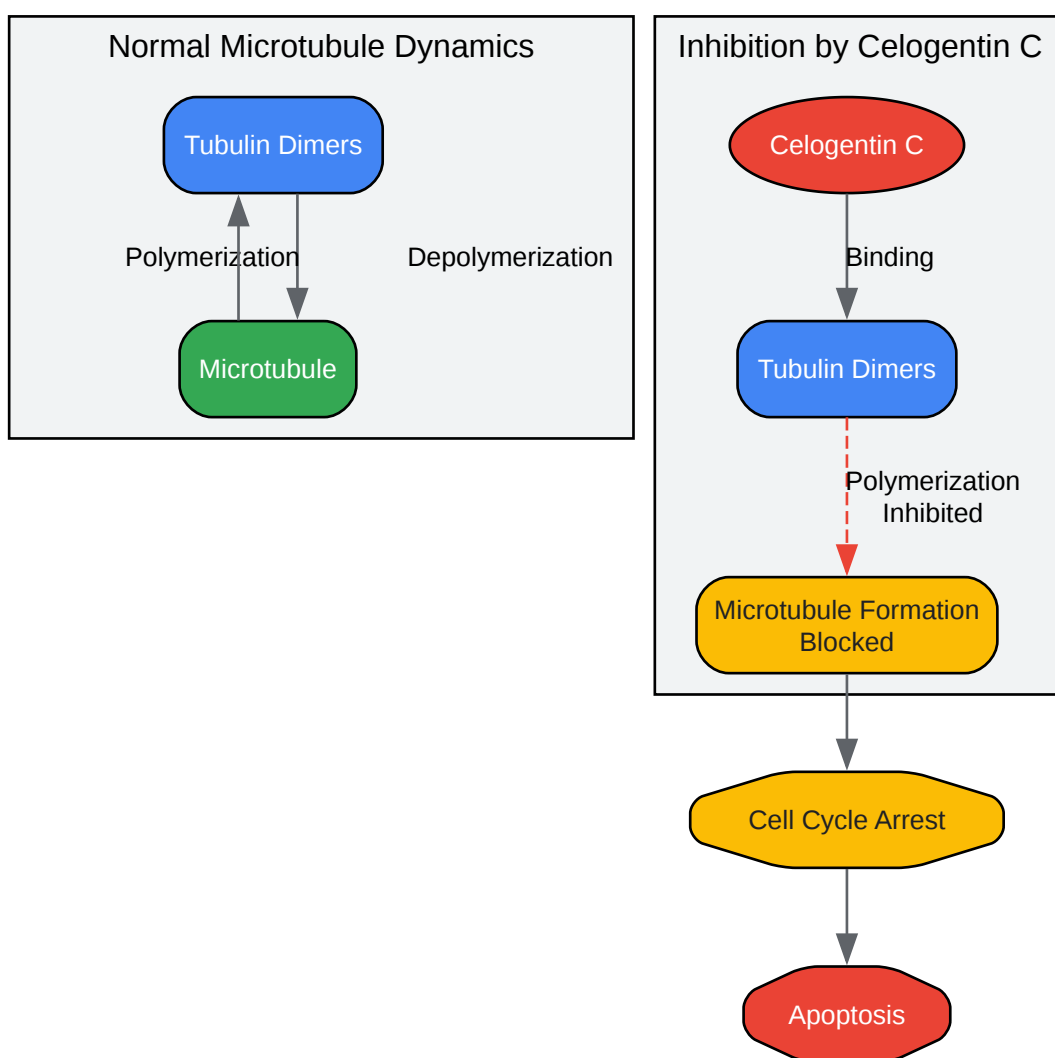 Normal Microtubule Dynamics
Tubulin Dimers
Polymerization
Depolymerization
Microtubule
Inhibition by Celogentin C
Celogentin C
Binding
Tubulin Dimers
Polymerization
Inhibited
Microtubule Formation
Blocked
Cell Cycle Arrest
Apoptosis